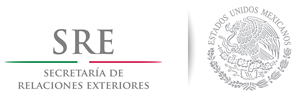 SRE
SECRETARÍA DE
RELACIONES EXTERIORES
ESTADOS UNIDOS MEXICANOS